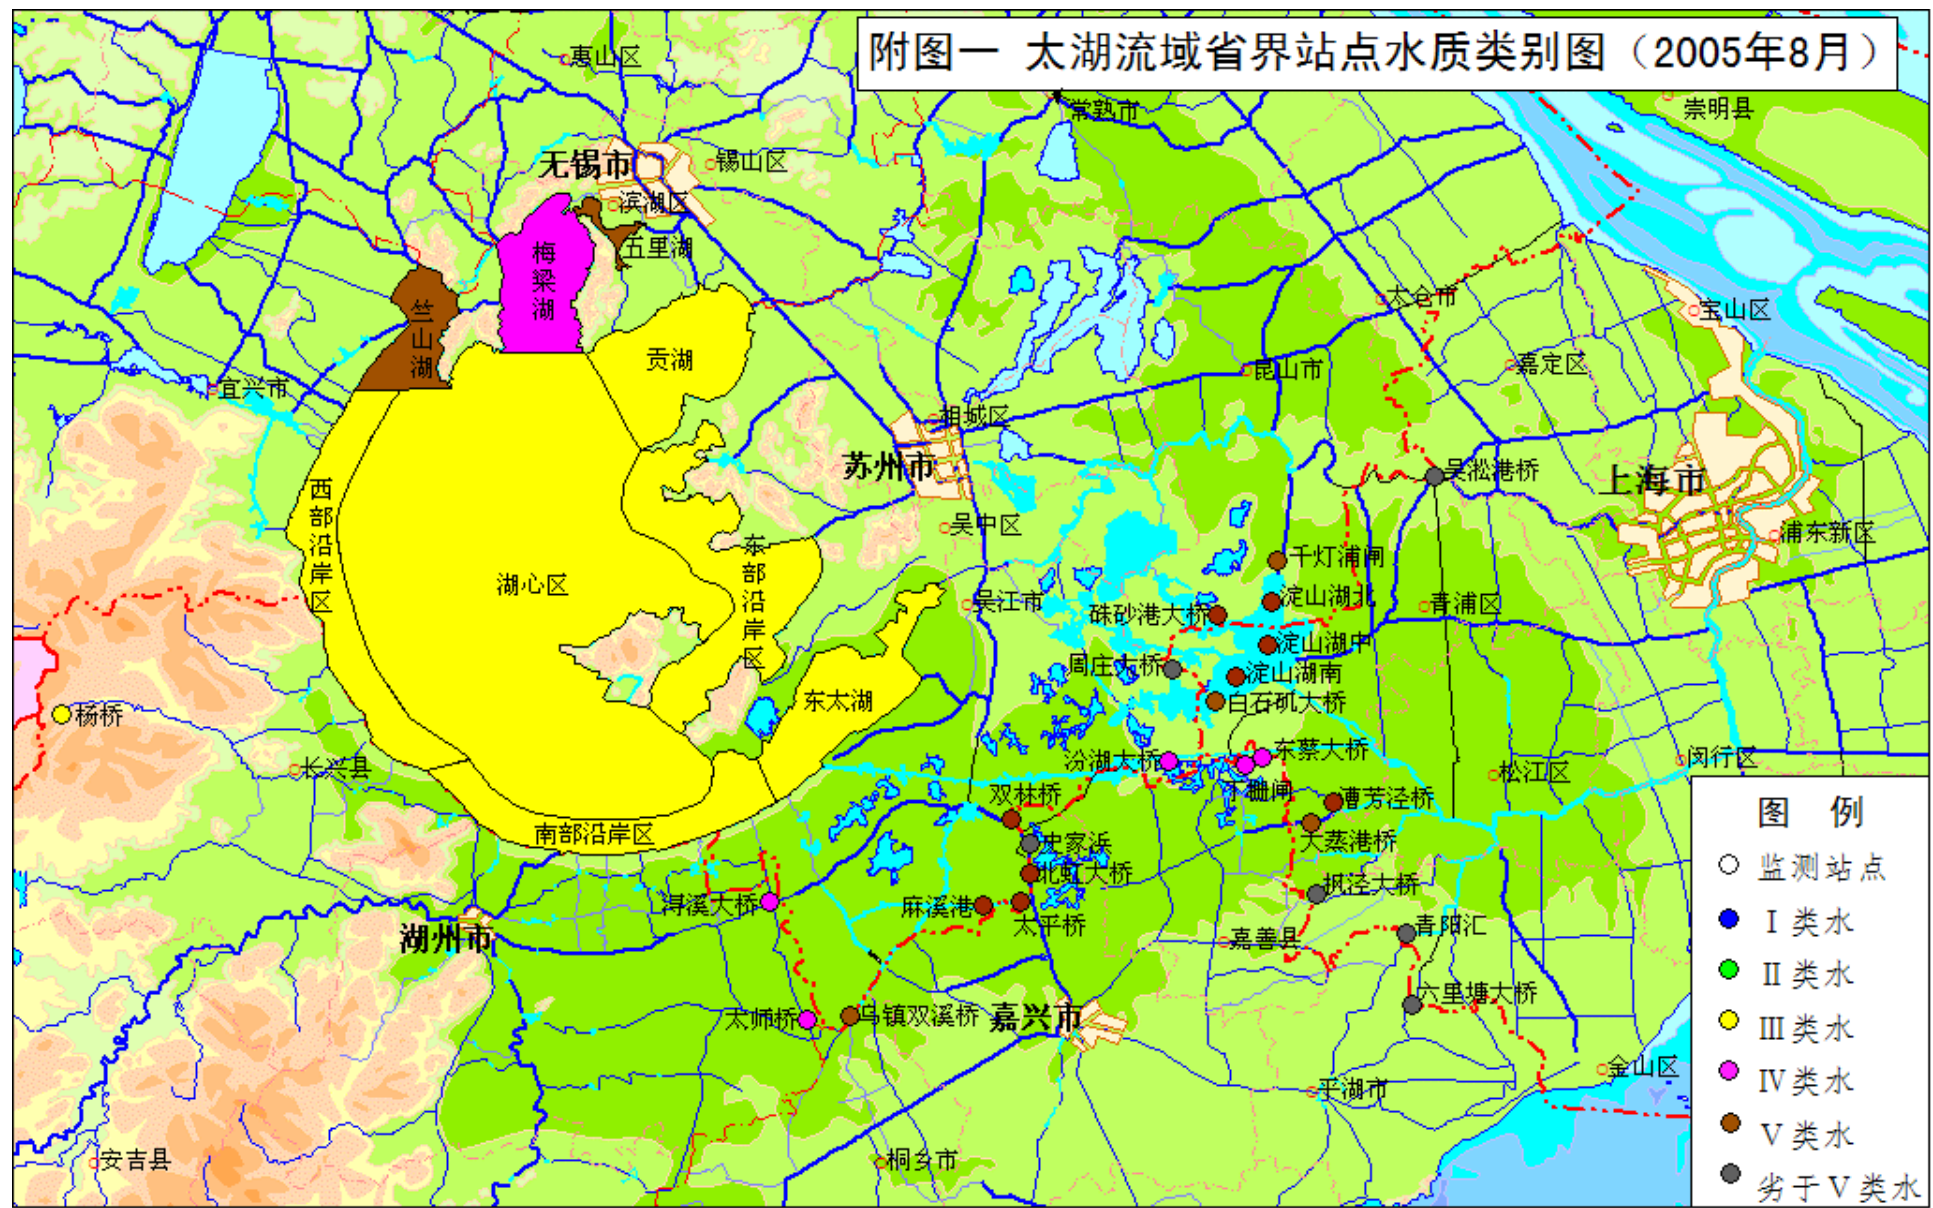 附图一 太湖流域省界站点水质类别图（2005年8月）
惠山区
常熟市
崇明县
无锡市
锡山区
滨湖区
五里湖
梅梁湖
竺山湖
贡湖
太仓市
宝山区
宜兴市
昆山市
嘉定区
相城区
苏州市
吴淞港桥
上海市
西部沿岸区
吴中区
浦东新区
湖心区
东部沿岸区
千灯浦闸
吴江市
淀山湖北
硃砂港大桥
青浦区
淀山湖中
周庄大桥
淀山湖南
东太湖
白石矶大桥
杨桥
长兴县
汾湖大桥
东蔡大桥
松江区
闵行区
双林桥
漕芳泾桥
南部沿岸区
史家浜
大蒸港桥
北虹大桥
枫泾大桥
浔溪大桥
麻溪港
太平桥
青阳汇
湖州市
嘉善县
六里塘大桥
太师桥
乌镇双溪桥
嘉兴市
金山区
平湖市
安吉县
桐乡市
图 例
监测站点
Ⅰ类水
Ⅱ类水
Ⅲ类水
Ⅳ类水
Ⅴ类水
劣于Ⅴ类水